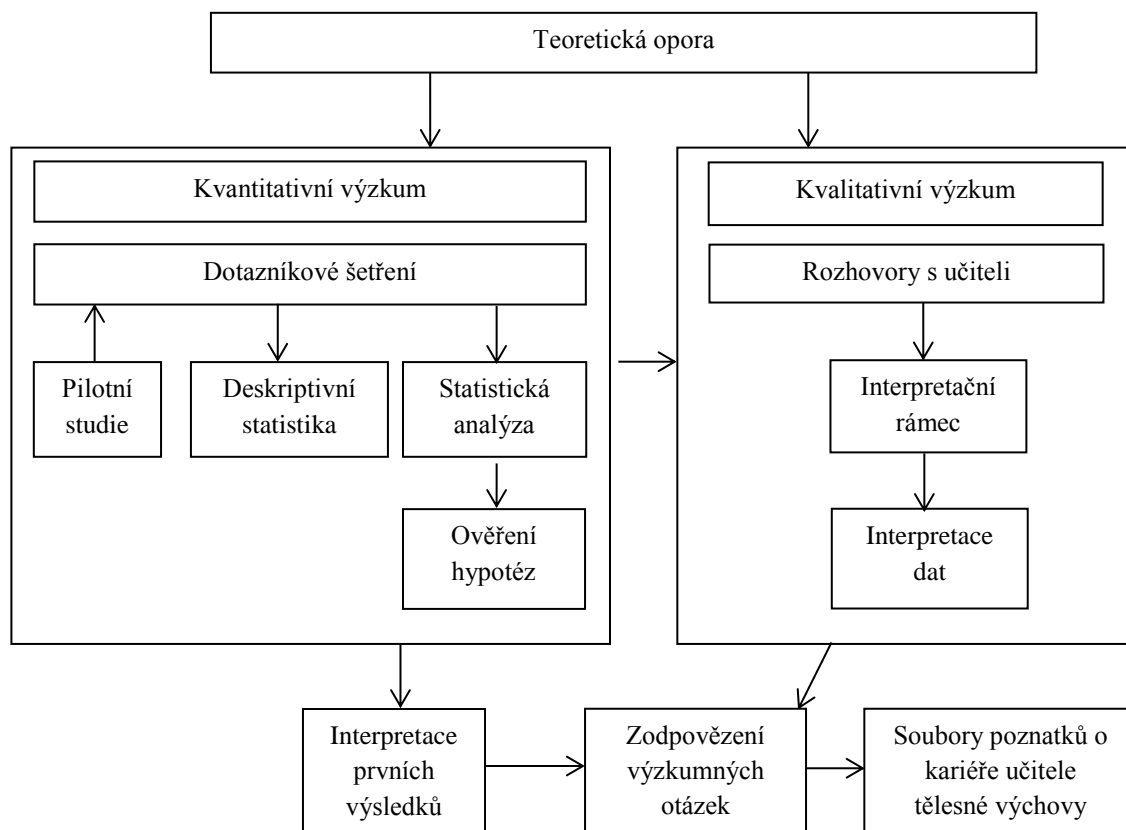 Teoretická opora
Kvantitativní výzkum
Dotazníkové šetření
Pilotní
studie
Deskriptivní
statistika
Statistická
analýza
Ověření
hypotéz
Kvalitativní výzkum
Rozhovory s učiteli
Interpretační
rámec
Interpretace
dat
Interpretace
prvních
výsledků
Zodpovězení
výzkumných
otázek
Soubory poznatků o
kariéře učitele
tělesné výchovy